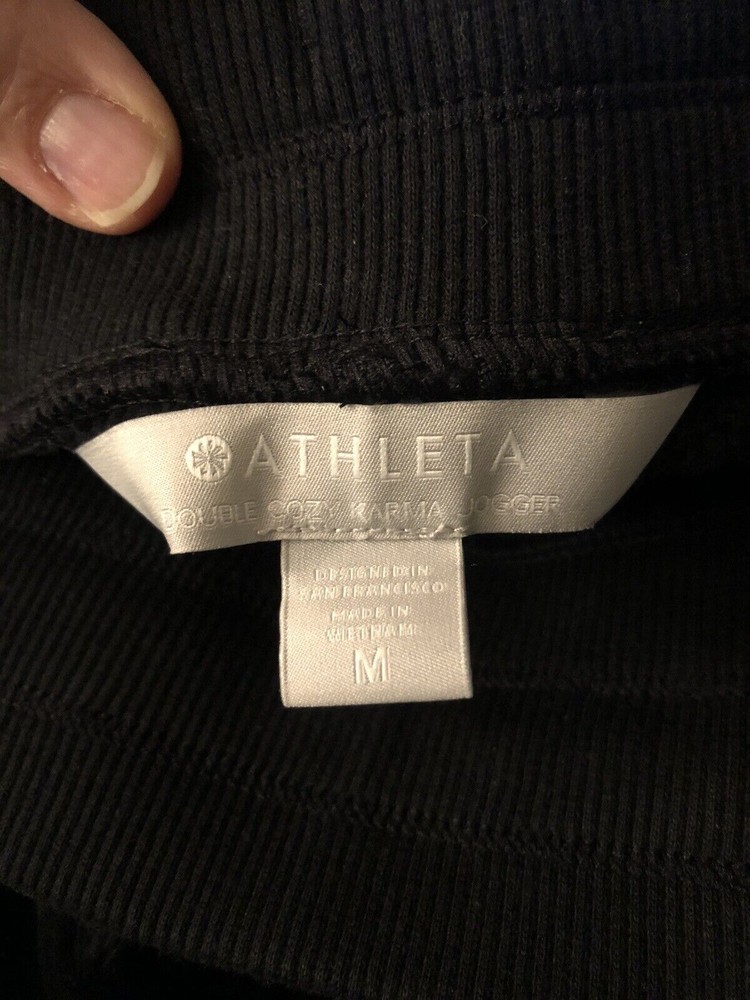 ATHLETA
DOUBLE COZY KARMA JOGGER
DESIGNED IN
SAN FRANCISCO
MADE IN
VIETNAM
M